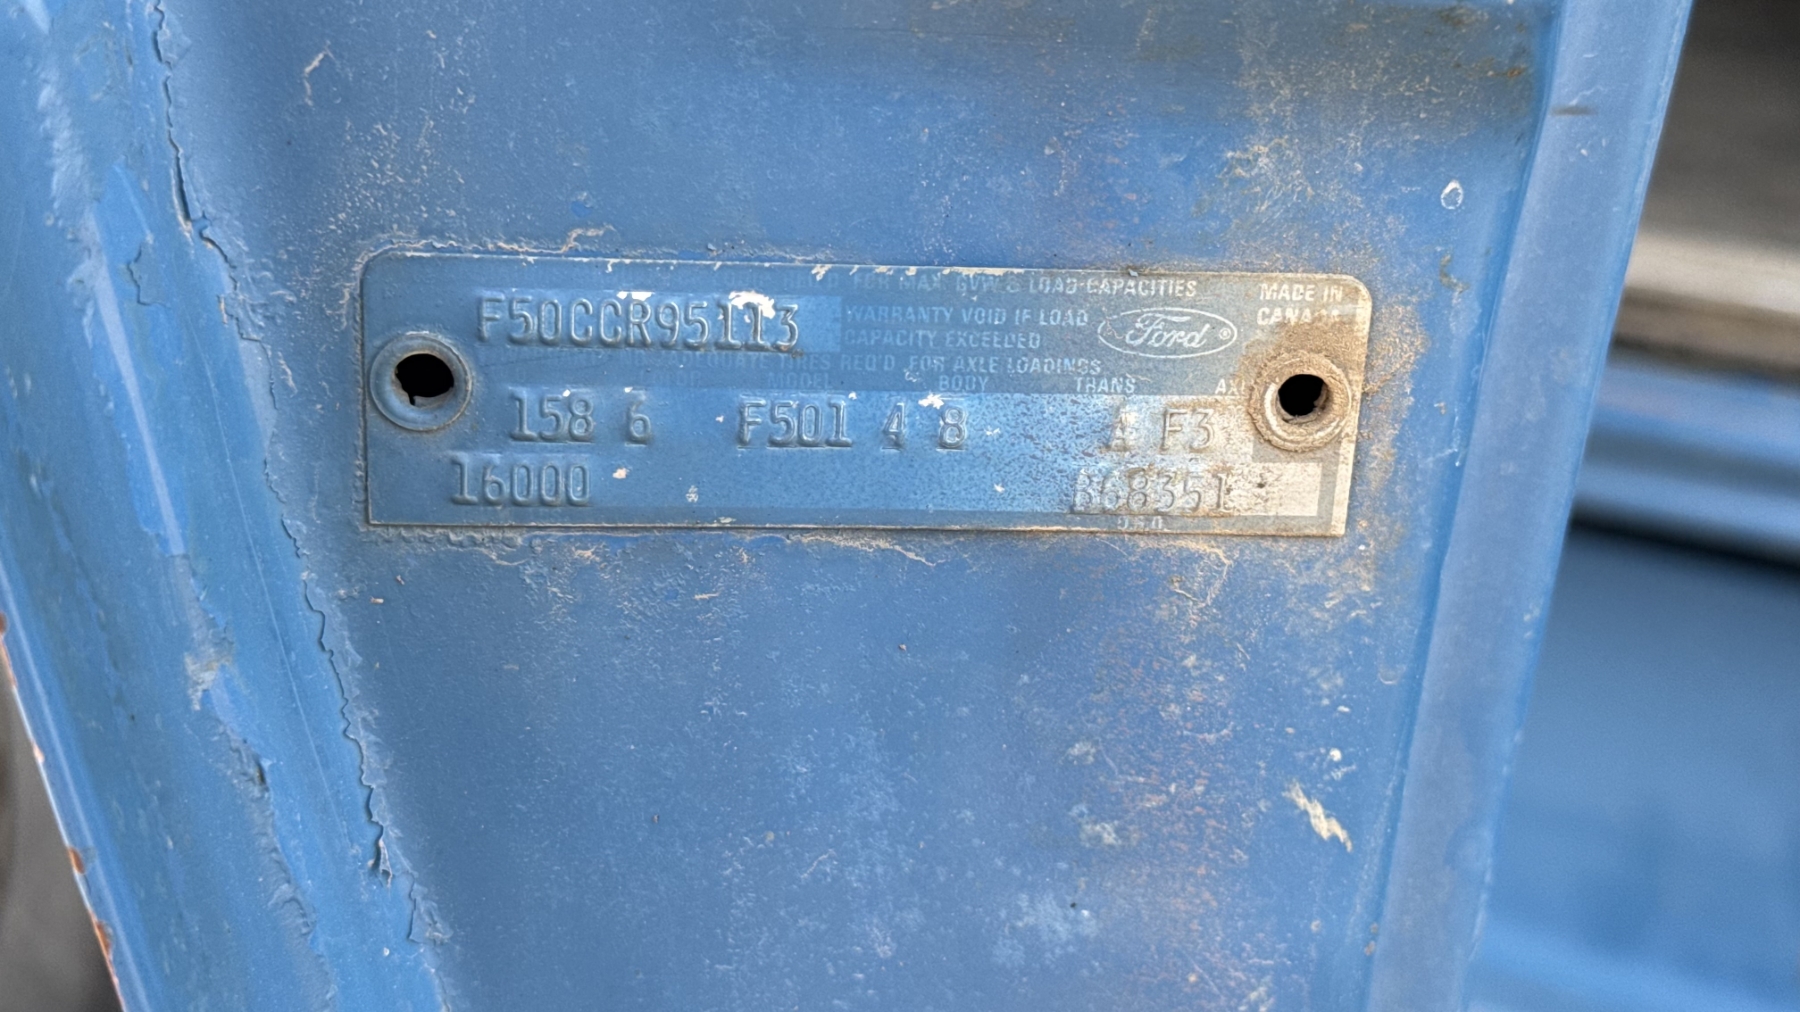 FOR MAX GVW & LOAD CAPACITIES
MADE IN
CANADA
F50CCR95113
WARRANTY VOID IF LOAD
CAPACITY EXCEEDED
Ford ®
REQ'D FOR AXLE LOADINGS
MODEL BODY TRANS
158 6 F501 4 8 A F3
16000 B68351
D.S.O.